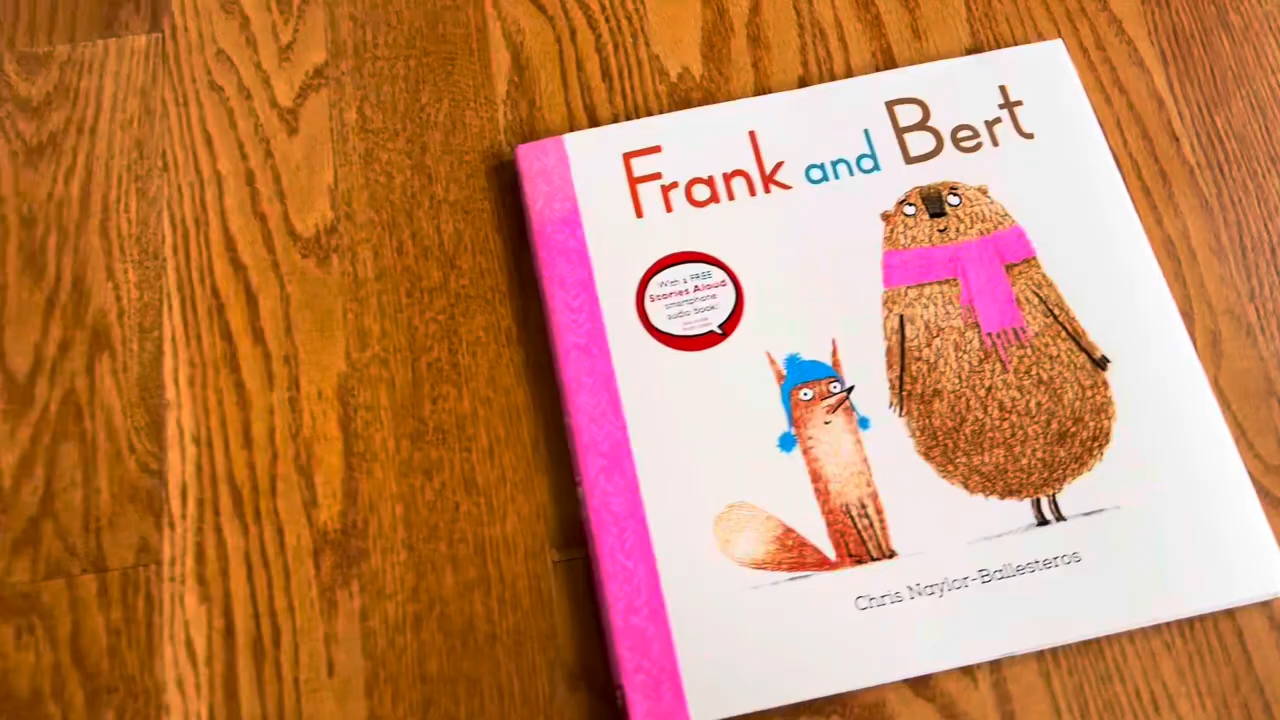 Frank and Bert
With a FREE
Stories Aloud
smartphone
audio book!
Chris Naylor-Ballesteros